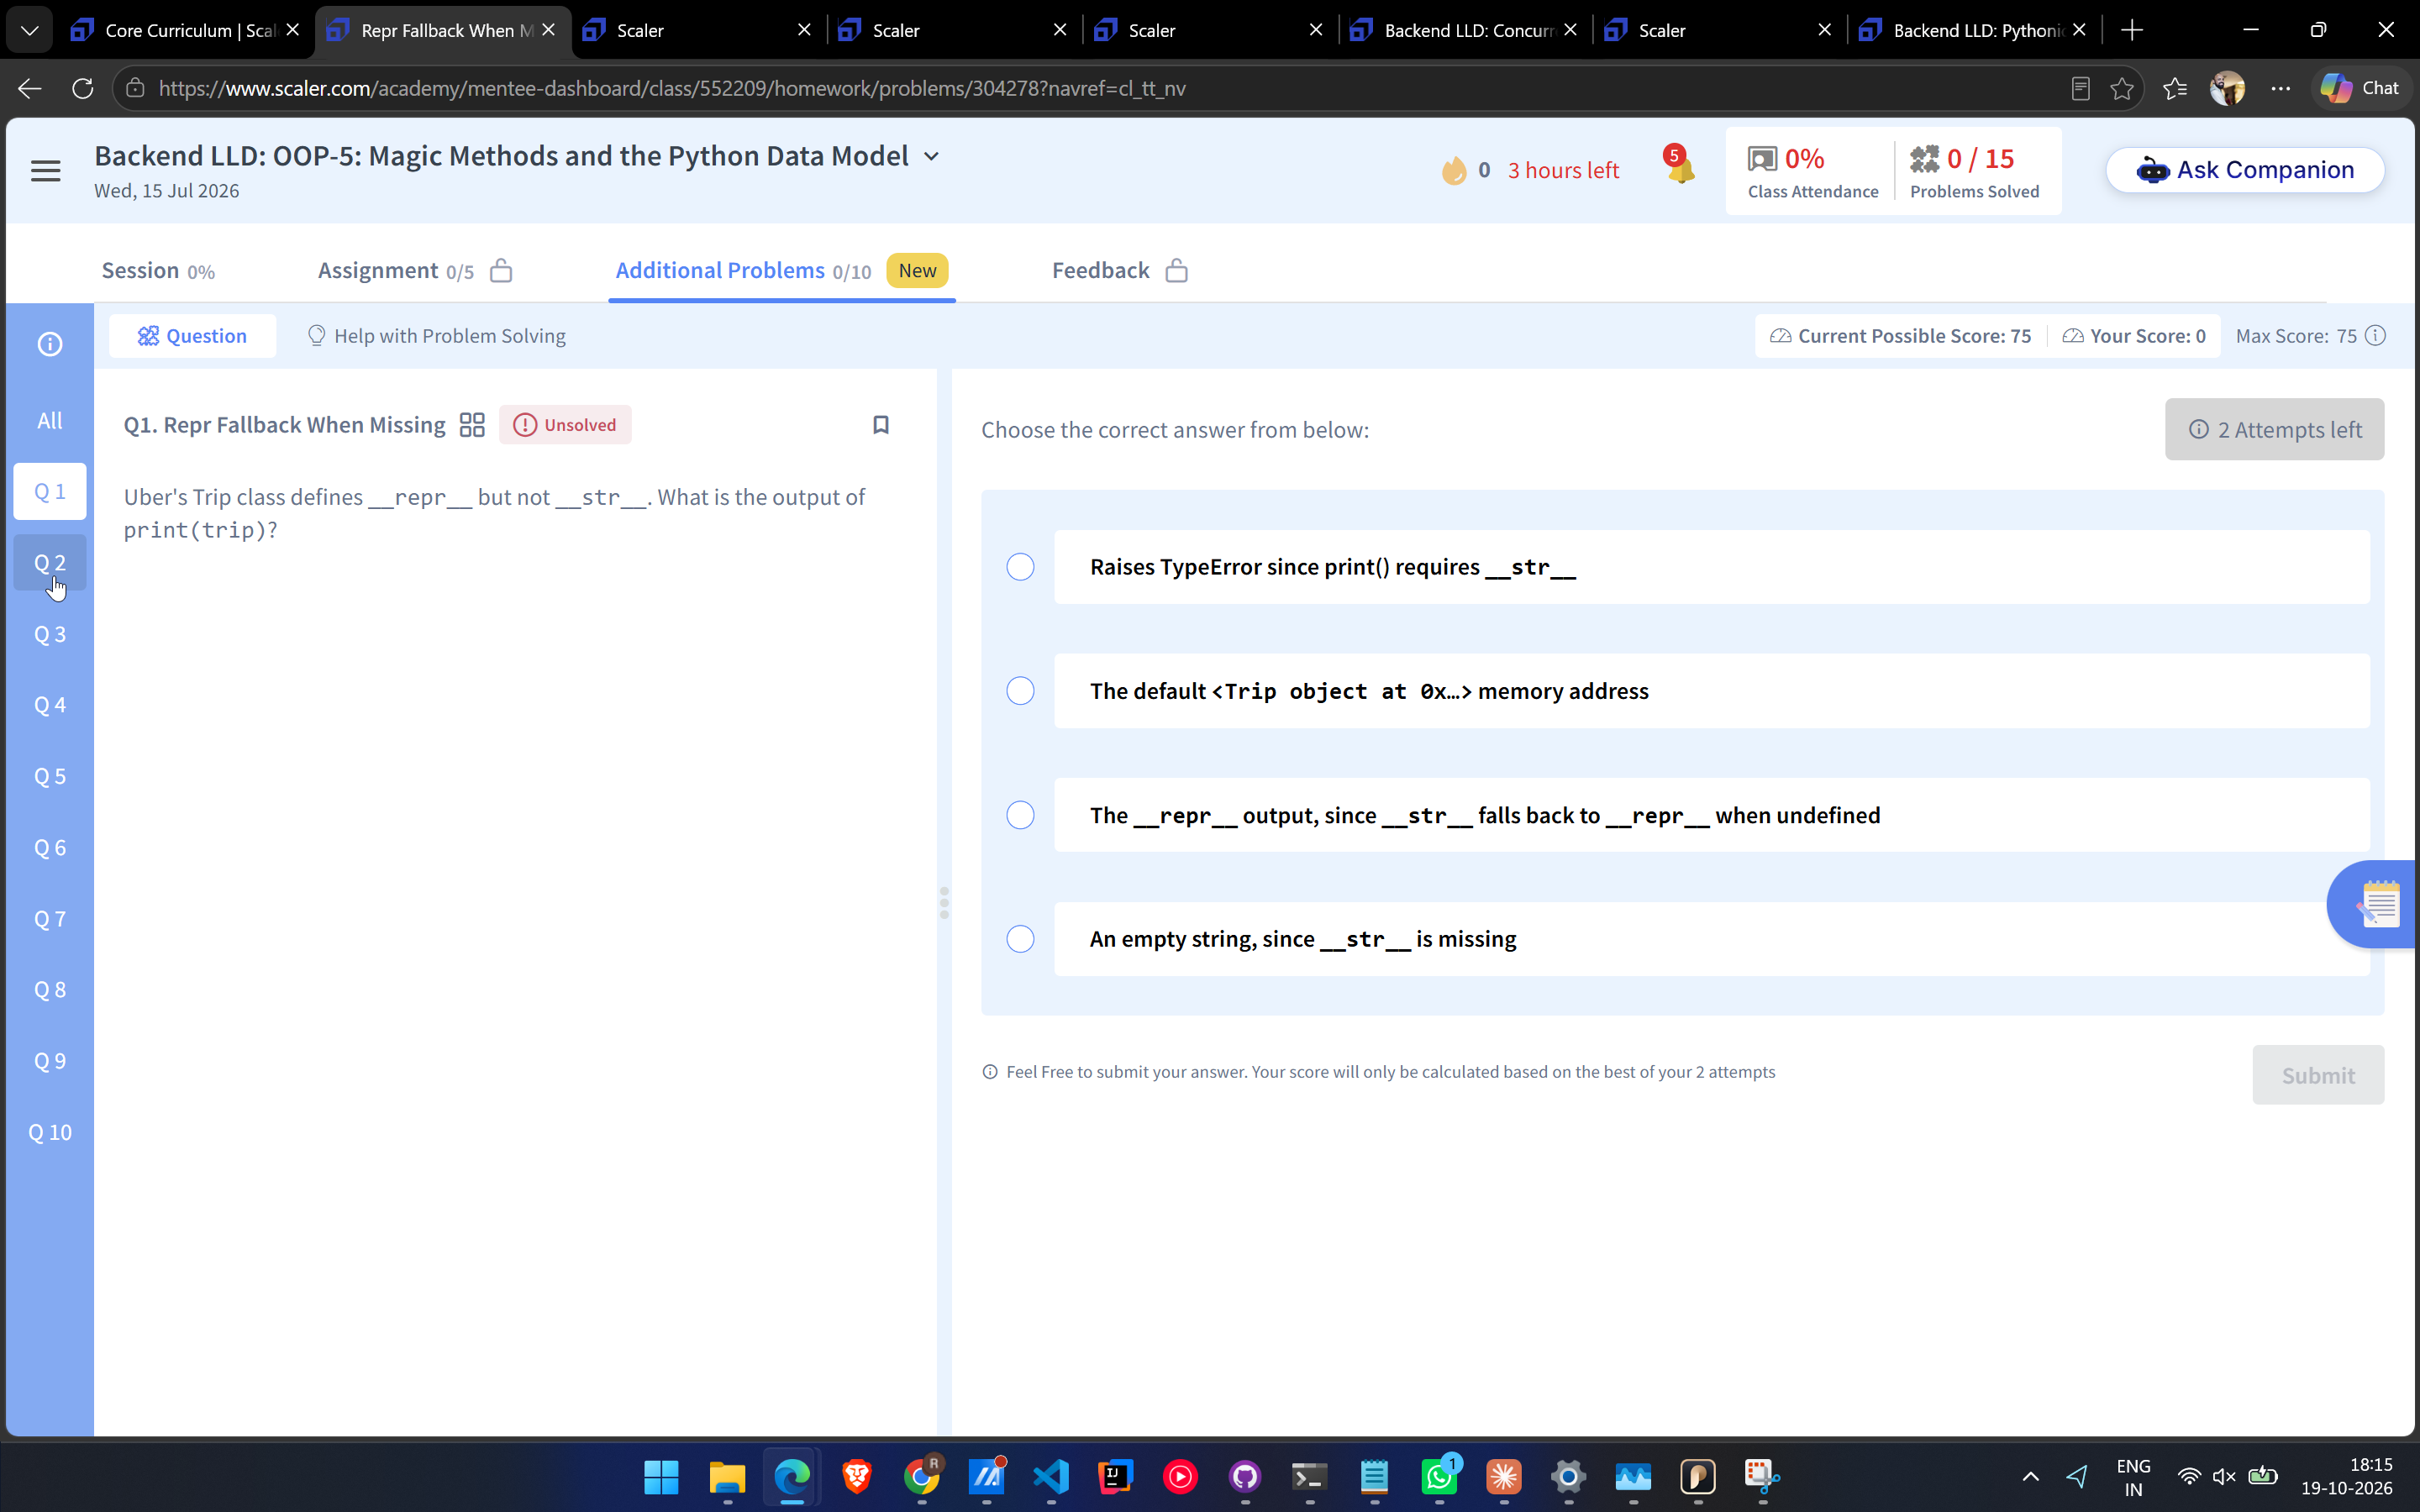 Core Curriculum | Scal
Repr Fallback When M
Scaler
Scaler
Scaler
Backend LLD: Concurr
Scaler
Backend LLD: Pythonic
https://www.scaler.com/academy/mentee-dashboard/class/552209/homework/problems/304278?navref=cl_tt_nv
Chat
Backend LLD: OOP-5: Magic Methods and the Python Data Model
Wed, 15 Jul 2026
0 3 hours left
5
0%
Class Attendance
0 / 15
Problems Solved
Ask Companion
Session 0%
Assignment 0/5
Additional Problems 0/10 New
Feedback
Question
Help with Problem Solving
Current Possible Score: 75
Your Score: 0
Max Score: 75
All
Q 1
Q 2
Q 3
Q 4
Q 5
Q 6
Q 7
Q 8
Q 9
Q 10
Q1. Repr Fallback When Missing
Unsolved
Uber's Trip class defines __repr__ but not __str__. What is the output of
print(trip)?
Choose the correct answer from below:
2 Attempts left
Raises TypeError since print() requires __str__
The default <Trip object at 0x…> memory address
The __repr__ output, since __str__ falls back to __repr__ when undefined
An empty string, since __str__ is missing
Feel Free to submit your answer. Your score will only be calculated based on the best of your 2 attempts
Submit
R
IJ
1
ENG
IN
18:15
19-10-2026